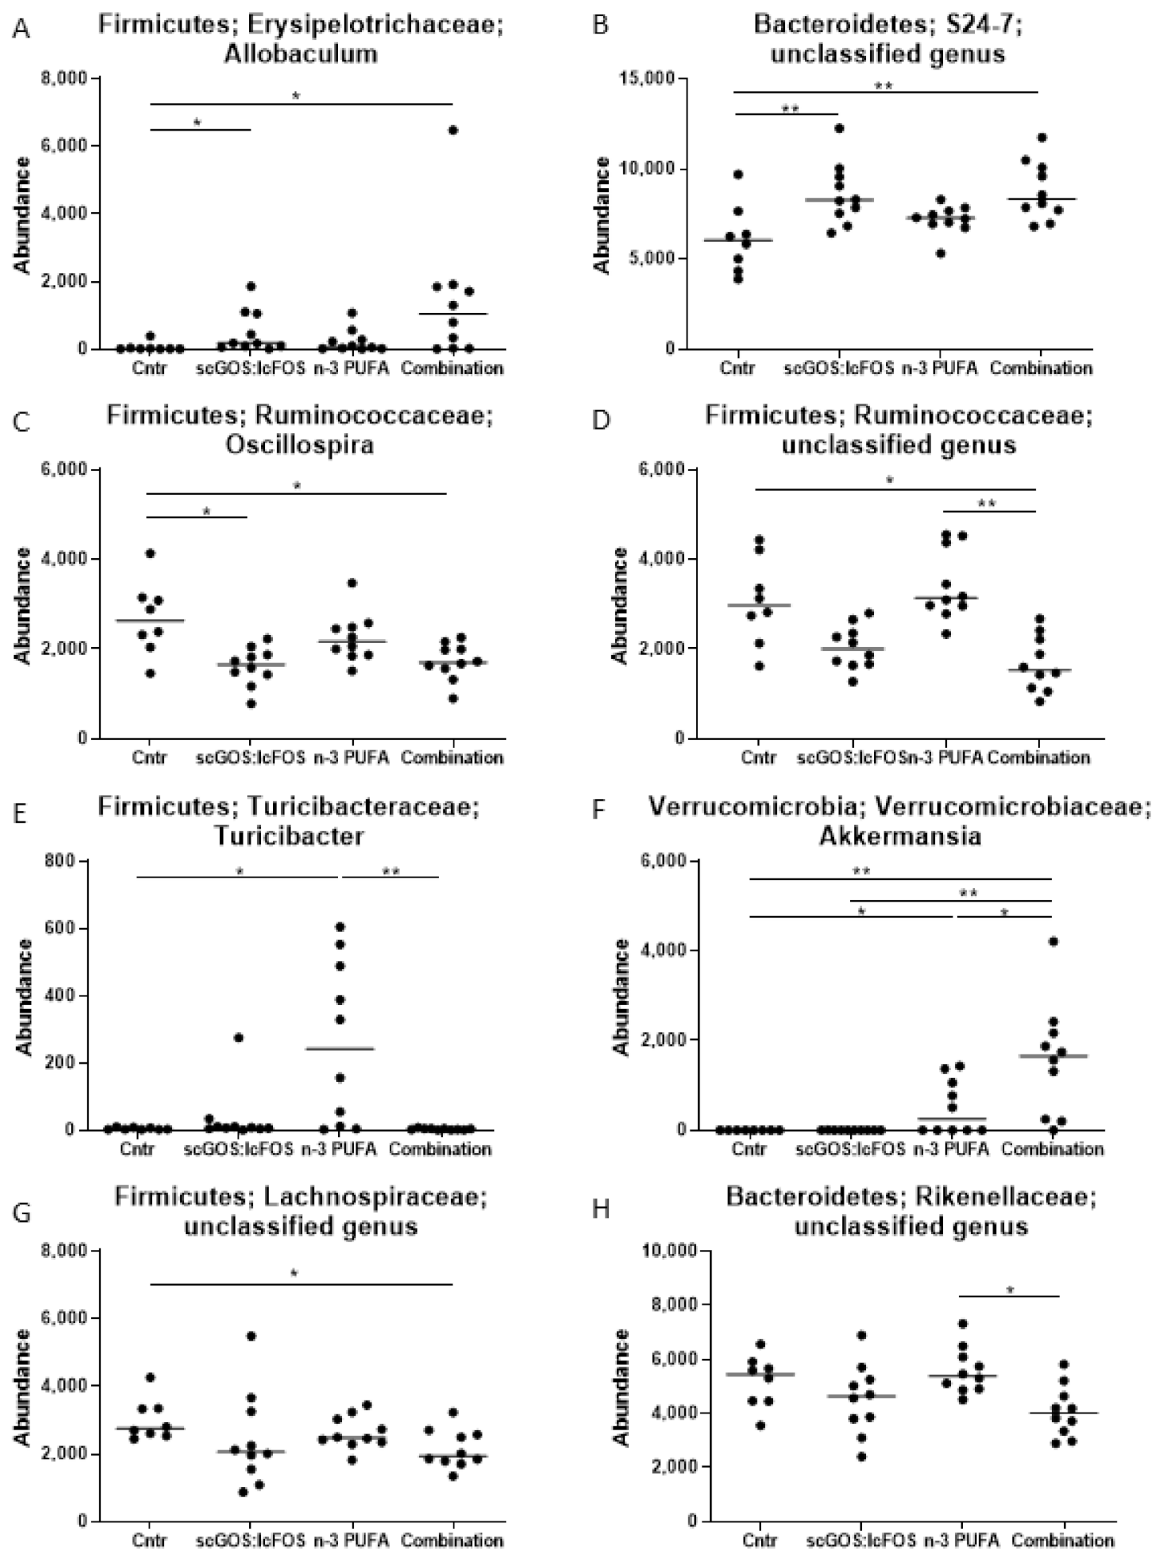 A
Firmicutes; Erysipelotrichaceae;
Allobaculum
8,000
6,000
4,000
2,000
0
Abundance
*
*
Cntr scGOS:lcFOS n-3 PUFA Combination
B
Bacteroidetes; S24-7;
unclassified genus
15,000
10,000
5,000
0
Abundance
**
**
Cntr scGOS:lcFOS n-3 PUFA Combination
C
Firmicutes; Ruminococcaceae;
Oscillospira
6,000
4,000
2,000
0
Abundance
*
*
Cntr scGOS:lcFOS n-3 PUFA Combination
D
Firmicutes; Ruminococcaceae;
unclassified genus
6,000
4,000
2,000
0
Abundance
*
**
Cntr scGOS:lcFOS n-3 PUFA Combination
E
Firmicutes; Turicibacteraceae;
Turicibacter
800
600
400
200
0
Abundance
* **
Cntr scGOS:lcFOS n-3 PUFA Combination
F
Verrucomicrobia; Verrucomicrobiaceae;
Akkermansia
6,000
4,000
2,000
0
Abundance
**
**
* *
Cntr scGOS:lcFOS n-3 PUFA Combination
G
Firmicutes; Lachnospiraceae;
unclassified genus
8,000
6,000
4,000
2,000
0
Abundance
*
Cntr scGOS:lcFOS n-3 PUFA Combination
H
Bacteroidetes; Rikenellaceae;
unclassified genus
10,000
8,000
6,000
4,000
2,000
0
Abundance
*
Cntr scGOS:lcFOS n-3 PUFA Combination